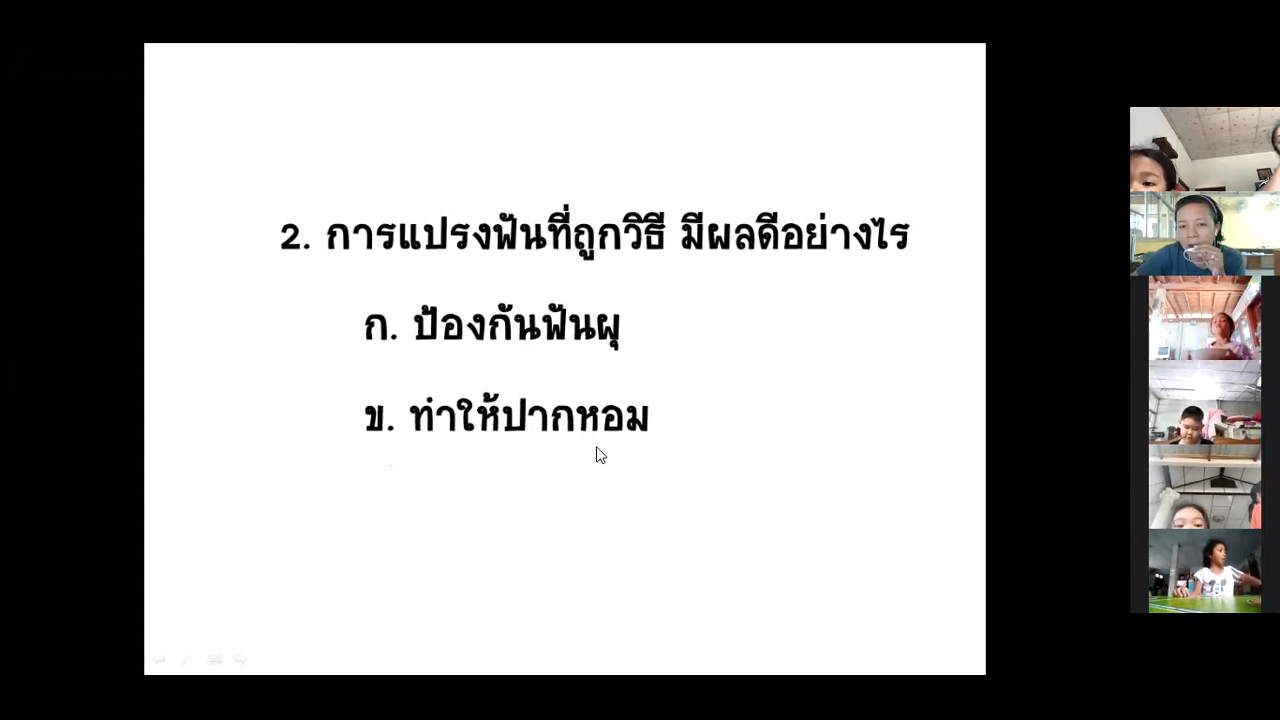 2. การแปรงฟันที่ถูกวิธี มีผลดีอย่างไร
ก. ป้องกันฟันผุ
ข. ทำให้ปากหอม